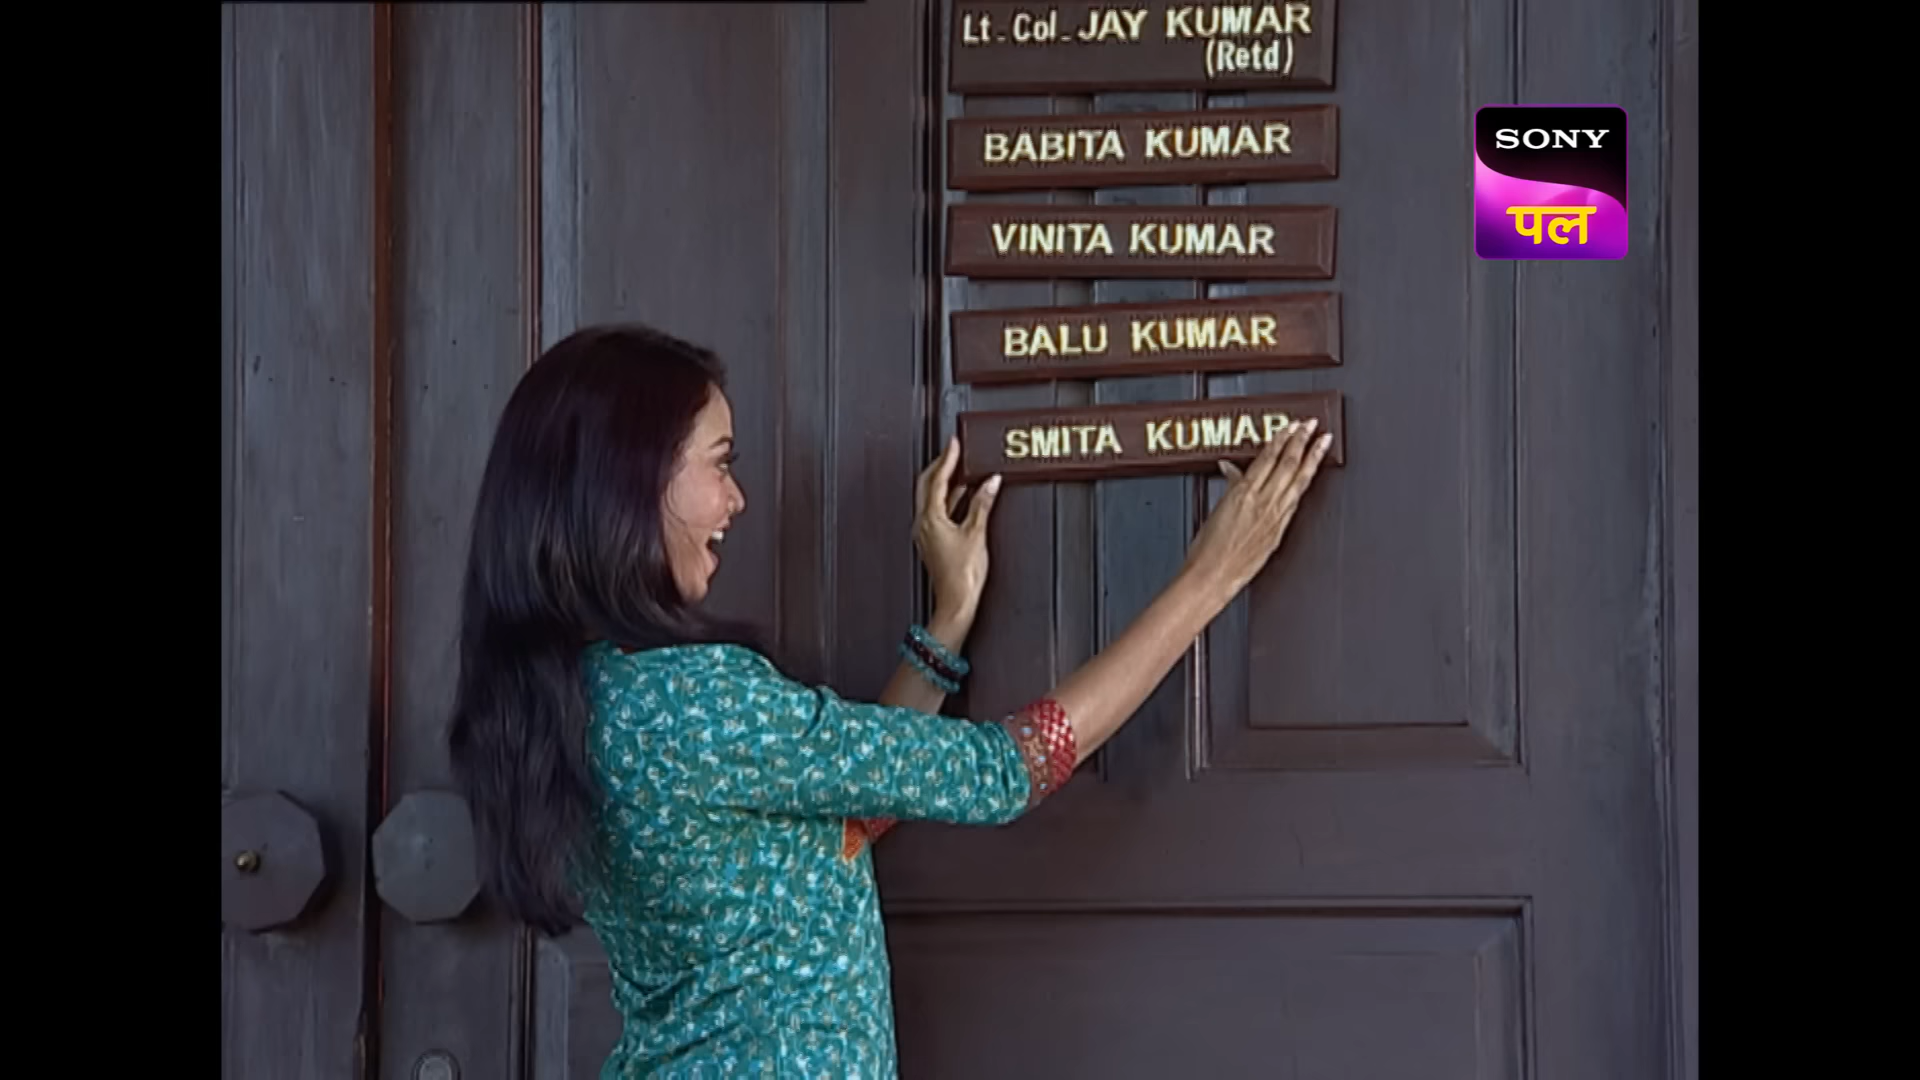 Lt. Col. JAY KUMAR
(Retd)
BABITA KUMAR
VINITA KUMAR
BALU KUMAR
SMITA KUMAR
SONY
पल